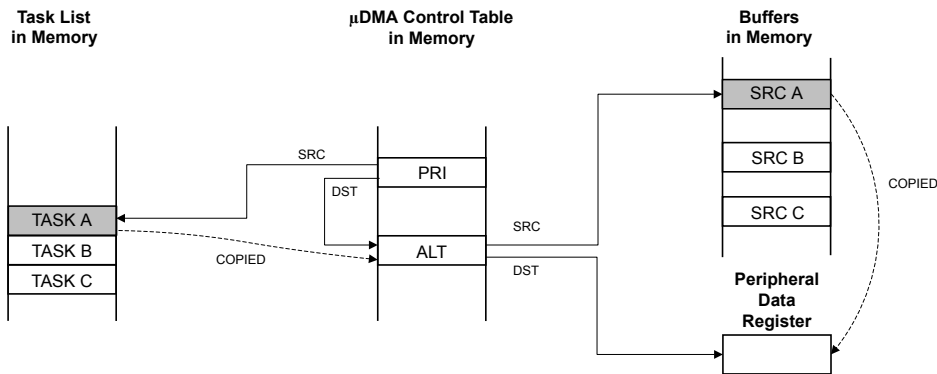 Task List
in Memory
µDMA Control Table
in Memory
Buffers
in Memory
SRC A
SRC
PRI
SRC B
COPIED
DST
TASK A
SRC C
SRC
TASK B
ALT
COPIED
DST
TASK C
Peripheral
Data
Register